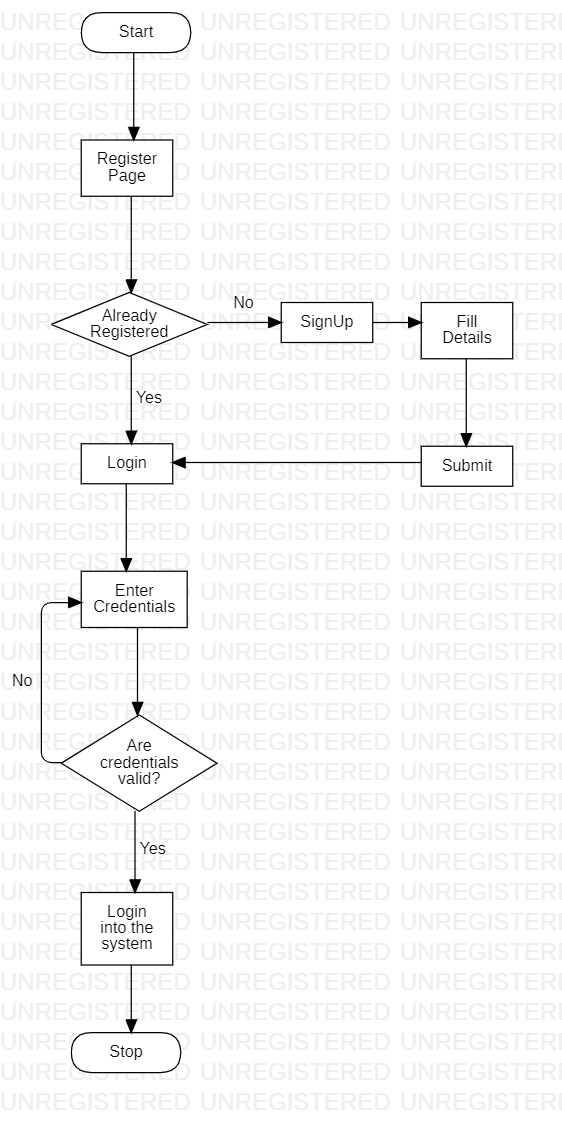 Start
Register
Page
Already
Registered
No
SignUp
Fill
Details
Yes
Login
Submit
Enter
Credentials
No
Are
credentials
valid?
Yes
Login
into the
system
Stop
UNREGISTERED UNREGISTERED UNREGISTERI